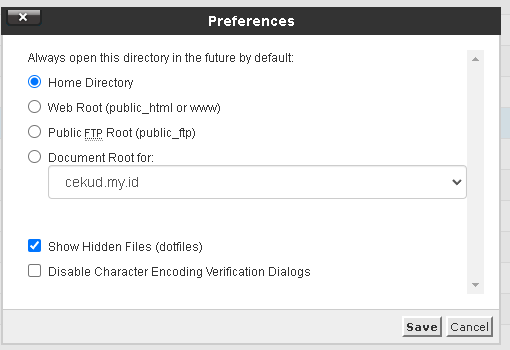 Preferences
Always open this directory in the future by default:
Home Directory
Web Root (public_html or www)
Public FTP Root (public_ftp)
Document Root for:
cekud.my.id
Show Hidden Files (dotfiles)
Disable Character Encoding Verification Dialogs
Save Cancel